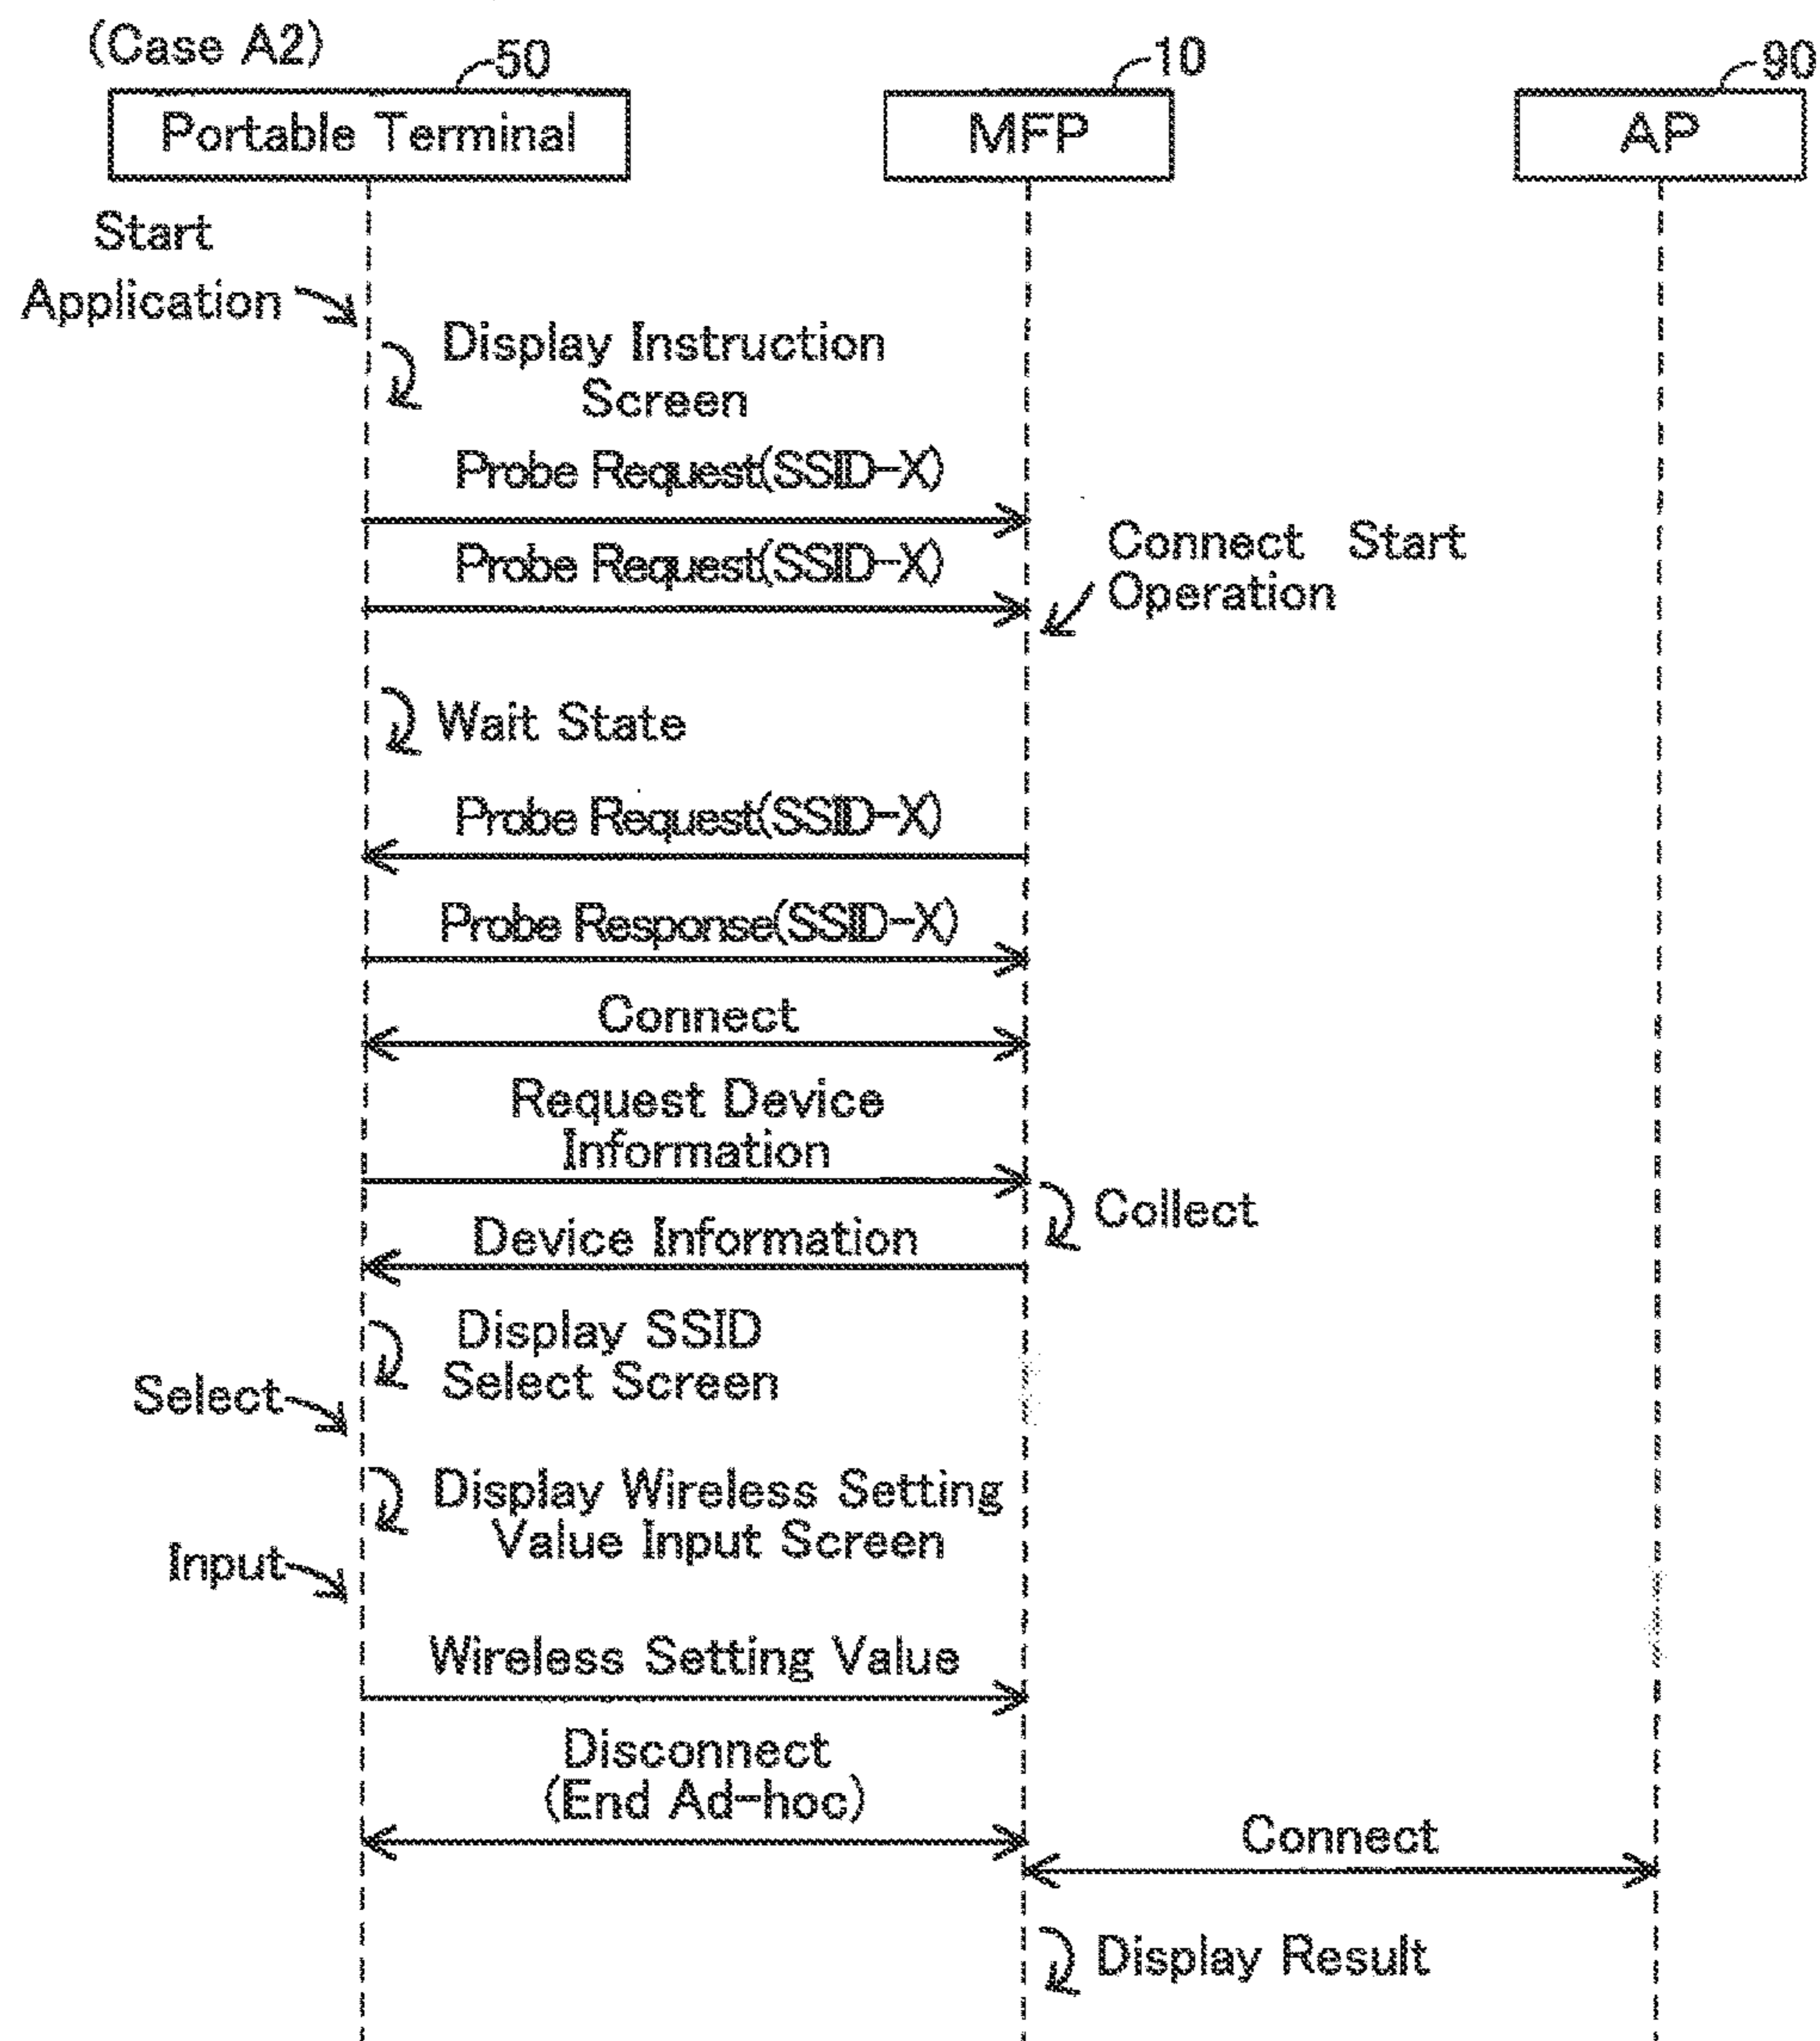 (Case A2)
50
10
90
Portable Terminal
MFP
AP
Start
Application
Display Instruction
Screen
Probe Request(SSID-X)
Probe Request(SSID-X)
Connect Start
Operation
Wait State
Probe Request(SSID-X)
Probe Response(SSID-X)
Connect
Request Device
Information
Collect
Device Information
Display SSID
Select Screen
Select
Display Wireless Setting
Value Input Screen
Input
Wireless Setting Value
Disconnect
(End Ad-hoc)
Connect
Display Result